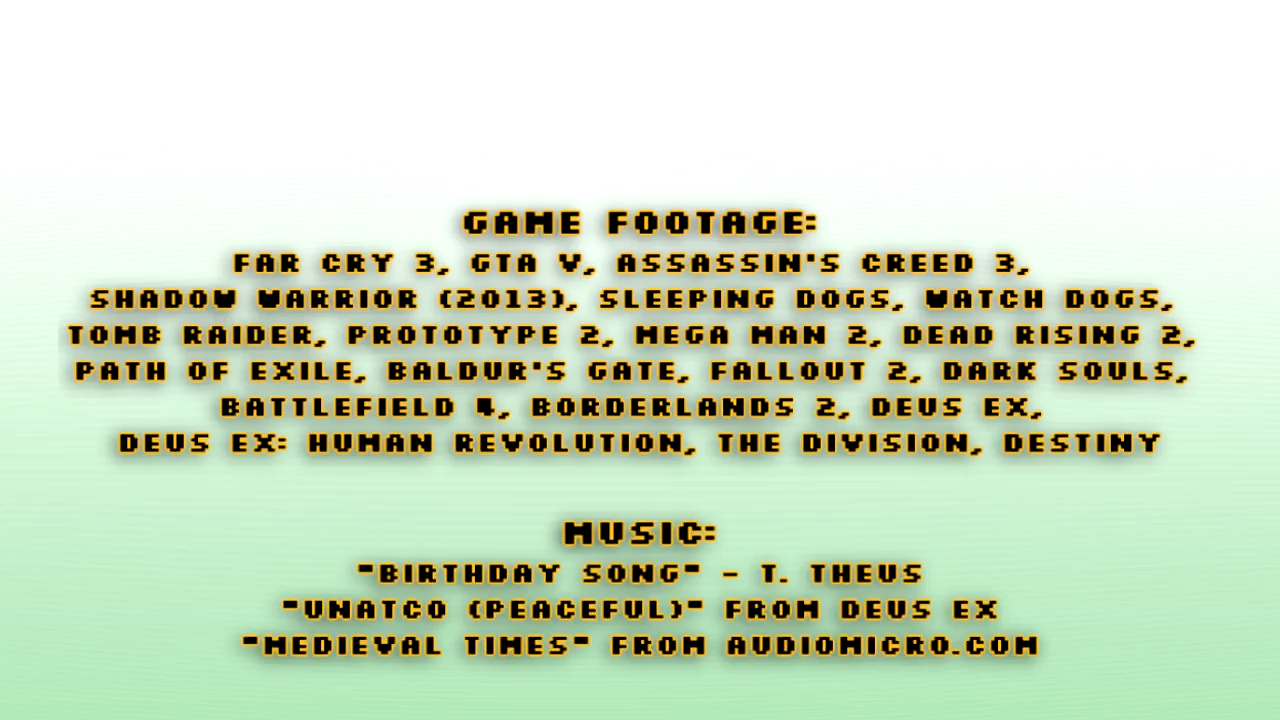 GAME FOOTAGE:
FAR CRY 3, GTA V, ASSASSIN'S CREED 3,
SHADOW WARRIOR (2013), SLEEPING DOGS, WATCH DOGS,
TOMB RAIDER, PROTOTYPE 2, MEGA MAN 2, DEAD RISING 2,
PATH OF EXILE, BALDUR'S GATE, FALLOUT 2, DARK SOULS,
BATTLEFIELD 4, BORDERLANDS 2, DEUS EX,
DEUS EX: HUMAN REVOLUTION, THE DIVISION, DESTINY
MUSIC:
"BIRTHDAY SONG" - T. THEUS
"UNATCO (PEACEFUL)" FROM DEUS EX
"MEDIEVAL TIMES" FROM AUDIOMICRO.COM